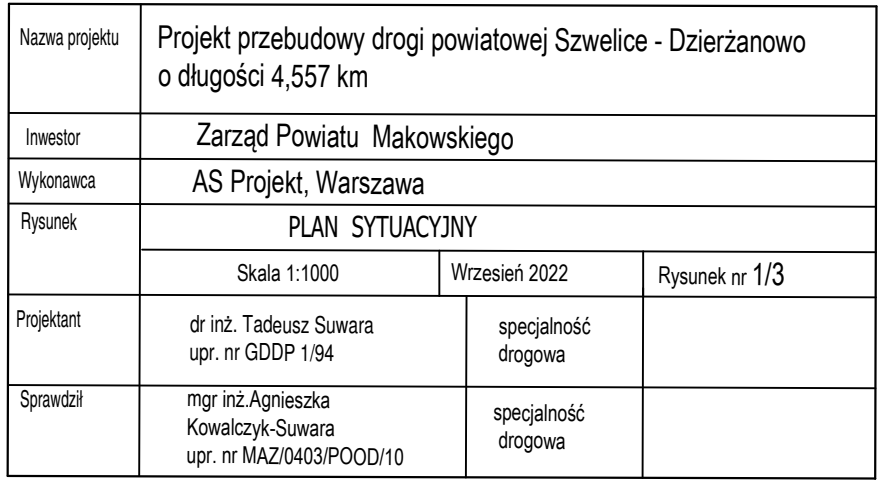 Nazwa projektu
Projekt przebudowy drogi powiatowej Szwelice - Dzierżanowo
o długości 4,557 km
Inwestor
Zarząd Powiatu Makowskiego
Wykonawca
AS Projekt, Warszawa
Rysunek
PLAN SYTUACYJNY
Skala 1:1000
Wrzesień 2022
Rysunek nr 1/3
Projektant
dr inż. Tadeusz Suwara
upr. nr GDDP 1/94
specjalność
drogowa
Sprawdził
mgr inż.Agnieszka
Kowalczyk-Suwara
upr. nr MAZ/0403/POOD/10
specjalność
drogowa